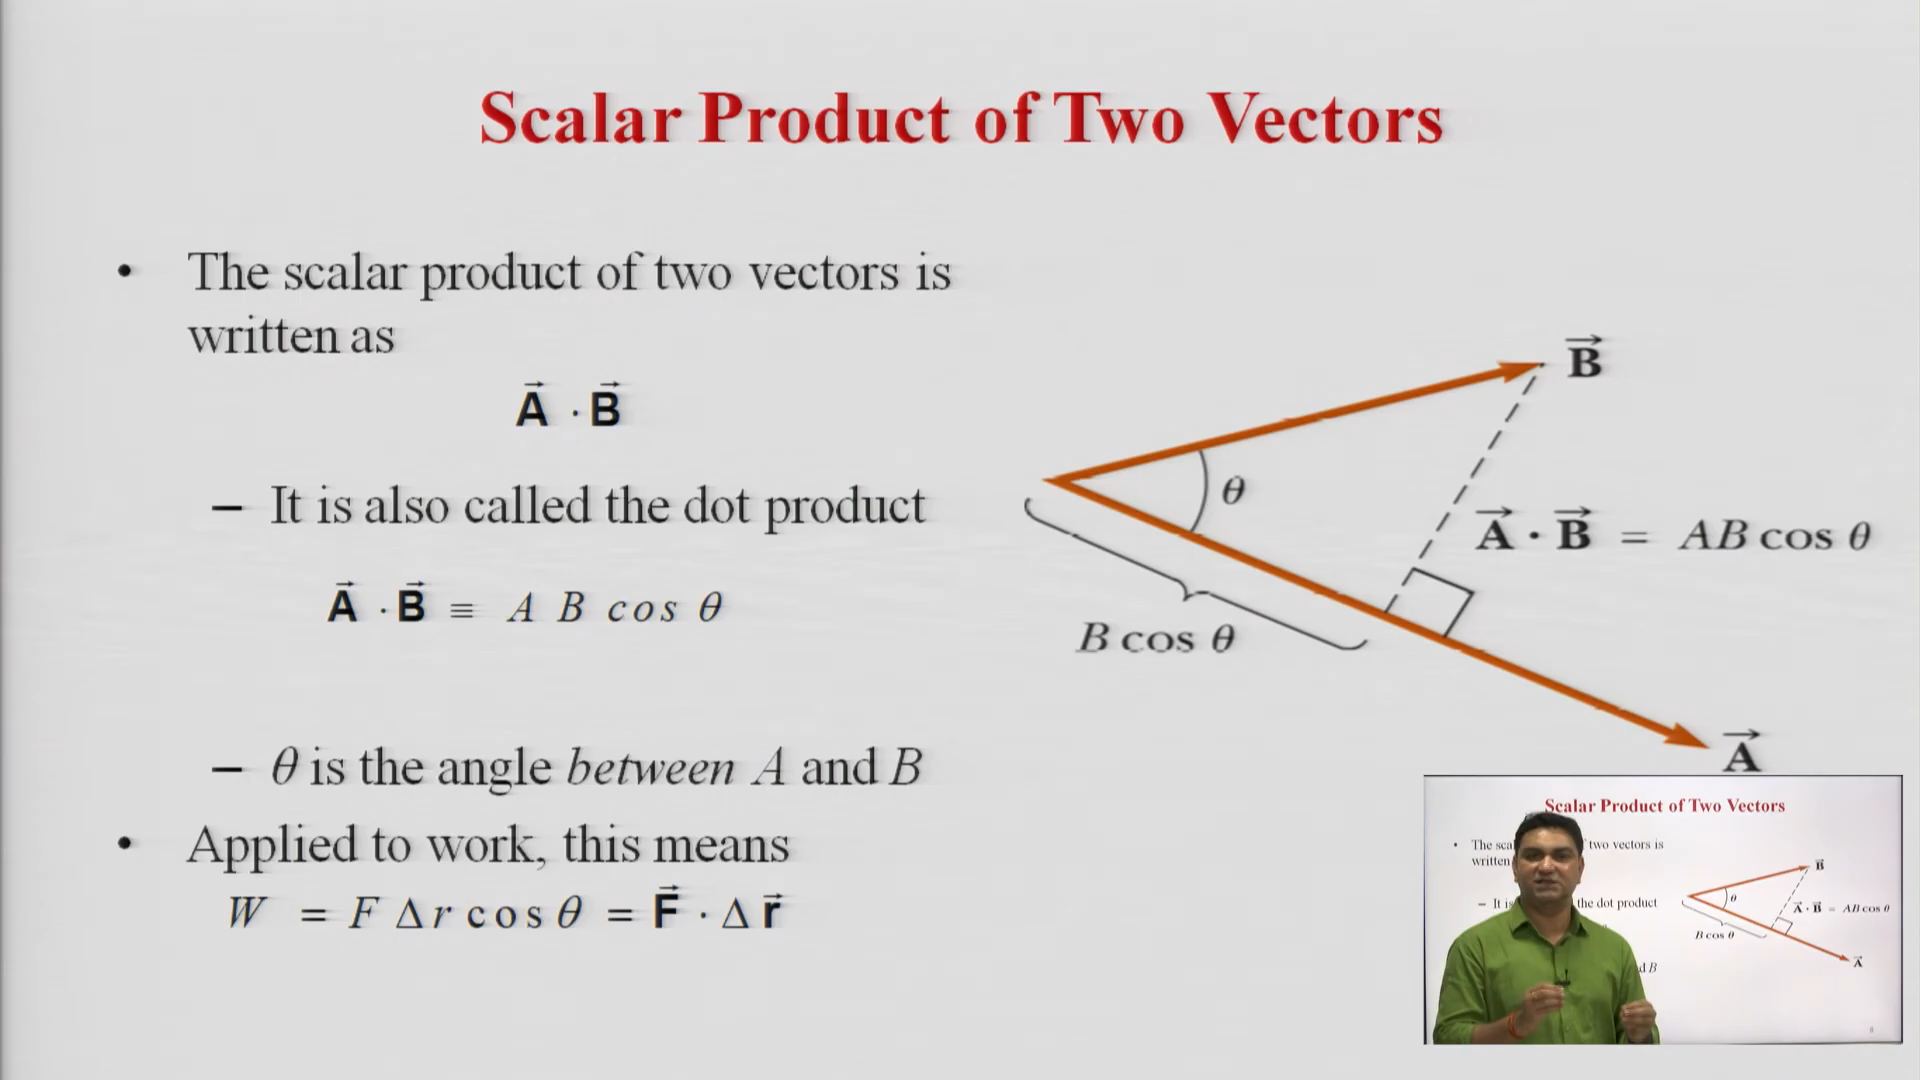 Scalar Product of Two Vectors
• The scalar product of two vectors is
written as
A⃗ · B⃗
– It is also called the dot product
A⃗ · B⃗ ≡ A B cos θ
– θ is the angle between A and B
• Applied to work, this means
W = F Δ r cos θ = F⃗ · Δ r⃗
B⃗
θ
A⃗ · B⃗ = AB cos θ
B cos θ
A⃗
Scalar Product of Two Vectors
• The sca two vectors is
written
– It is the dot product
d B
B⃗
θ
A⃗ · B⃗ = AB cos θ
B cos θ
A⃗
8